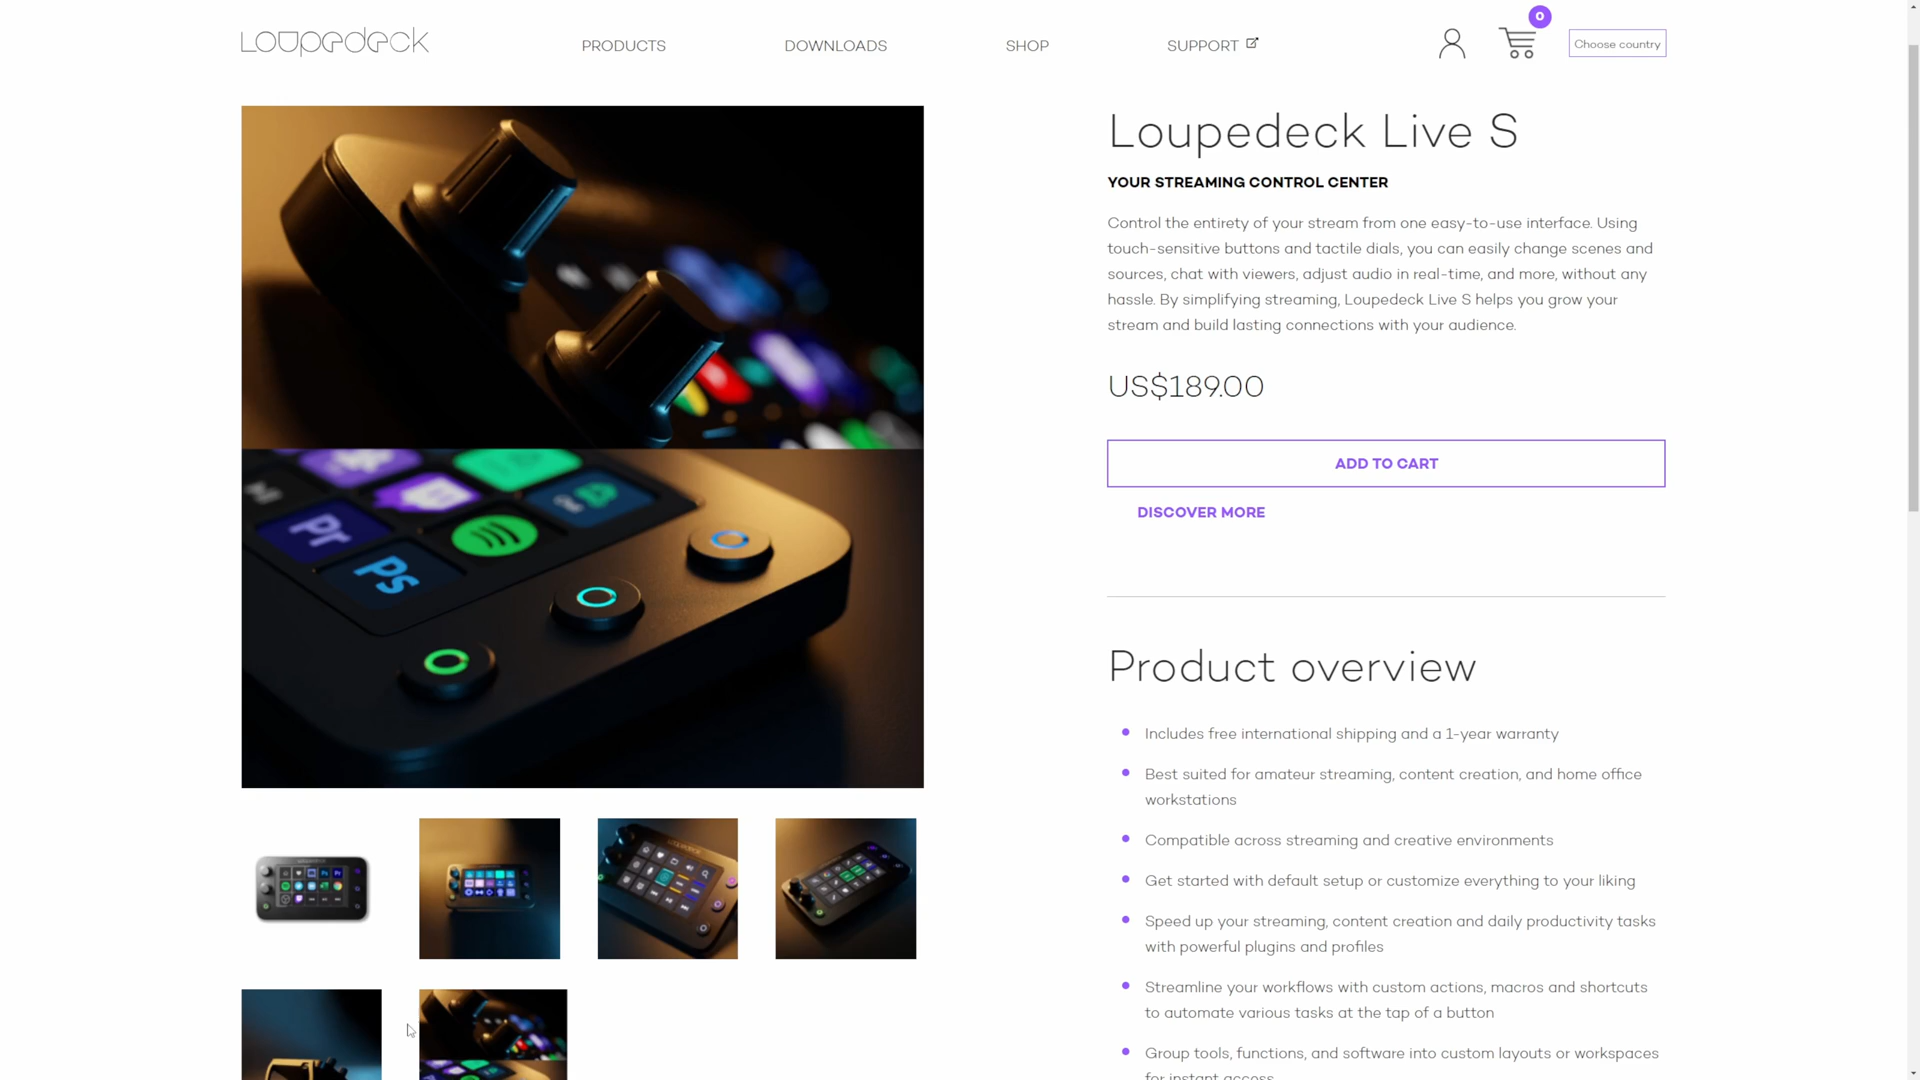 Loupedeck
PRODUCTS
DOWNLOADS
SHOP
SUPPORT
0
Choose country
Loupedeck Live S
YOUR STREAMING CONTROL CENTER
Control the entirety of your stream from one easy-to-use interface. Using
touch-sensitive buttons and tactile dials, you can easily change scenes and
sources, chat with viewers, adjust audio in real-time, and more, without any
hassle. By simplifying streaming, Loupedeck Live S helps you grow your
stream and build lasting connections with your audience.
US$189.00
ADD TO CART
DISCOVER MORE
Pr
Ps
Product overview
Includes free international shipping and a 1-year warranty
Best suited for amateur streaming, content creation, and home office
workstations
Compatible across streaming and creative environments
Get started with default setup or customize everything to your liking
Speed up your streaming, content creation and daily productivity tasks
with powerful plugins and profiles
Streamline your workflows with custom actions, macros and shortcuts
to automate various tasks at the tap of a button
Group tools, functions, and software into custom layouts or workspaces
for instant access